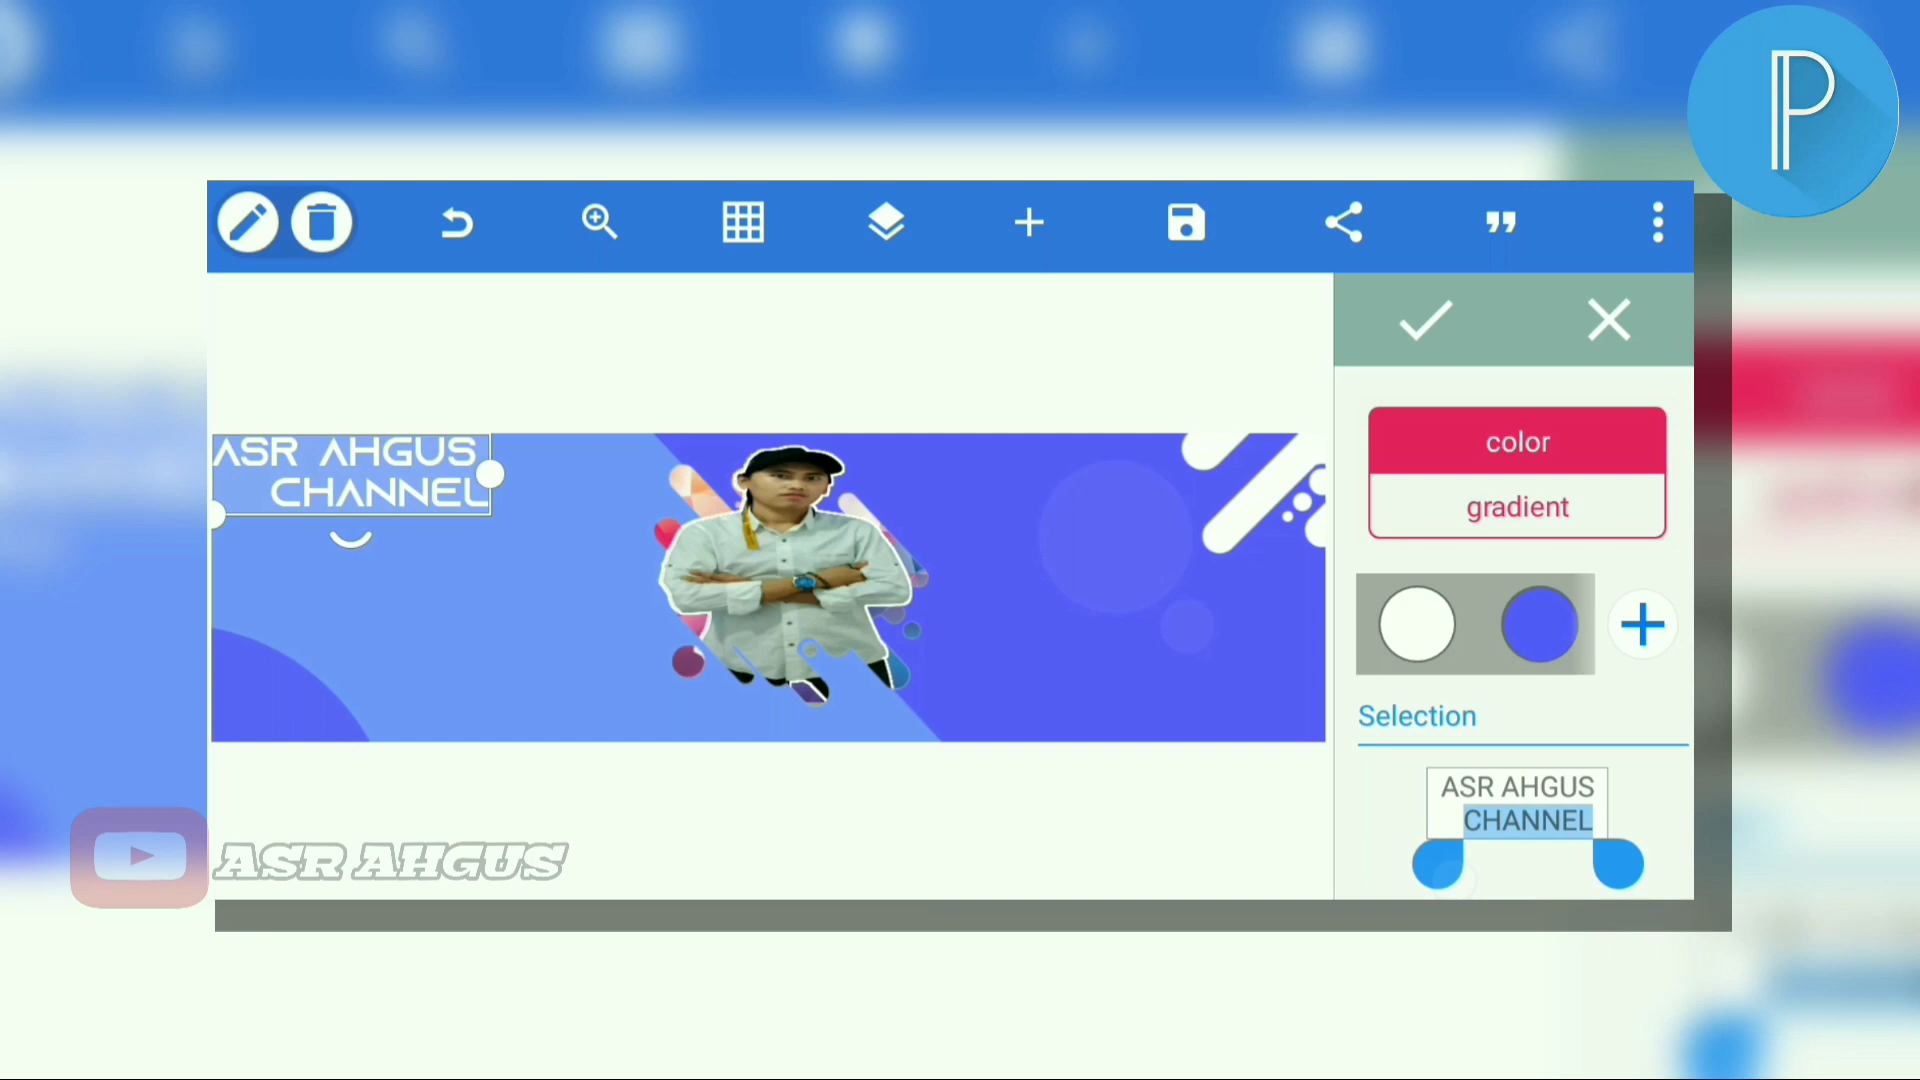 ASR AHGUS
CHANNEL
color
gradient
Selection
ASR AHGUS
CHANNEL
ASR AHGUS